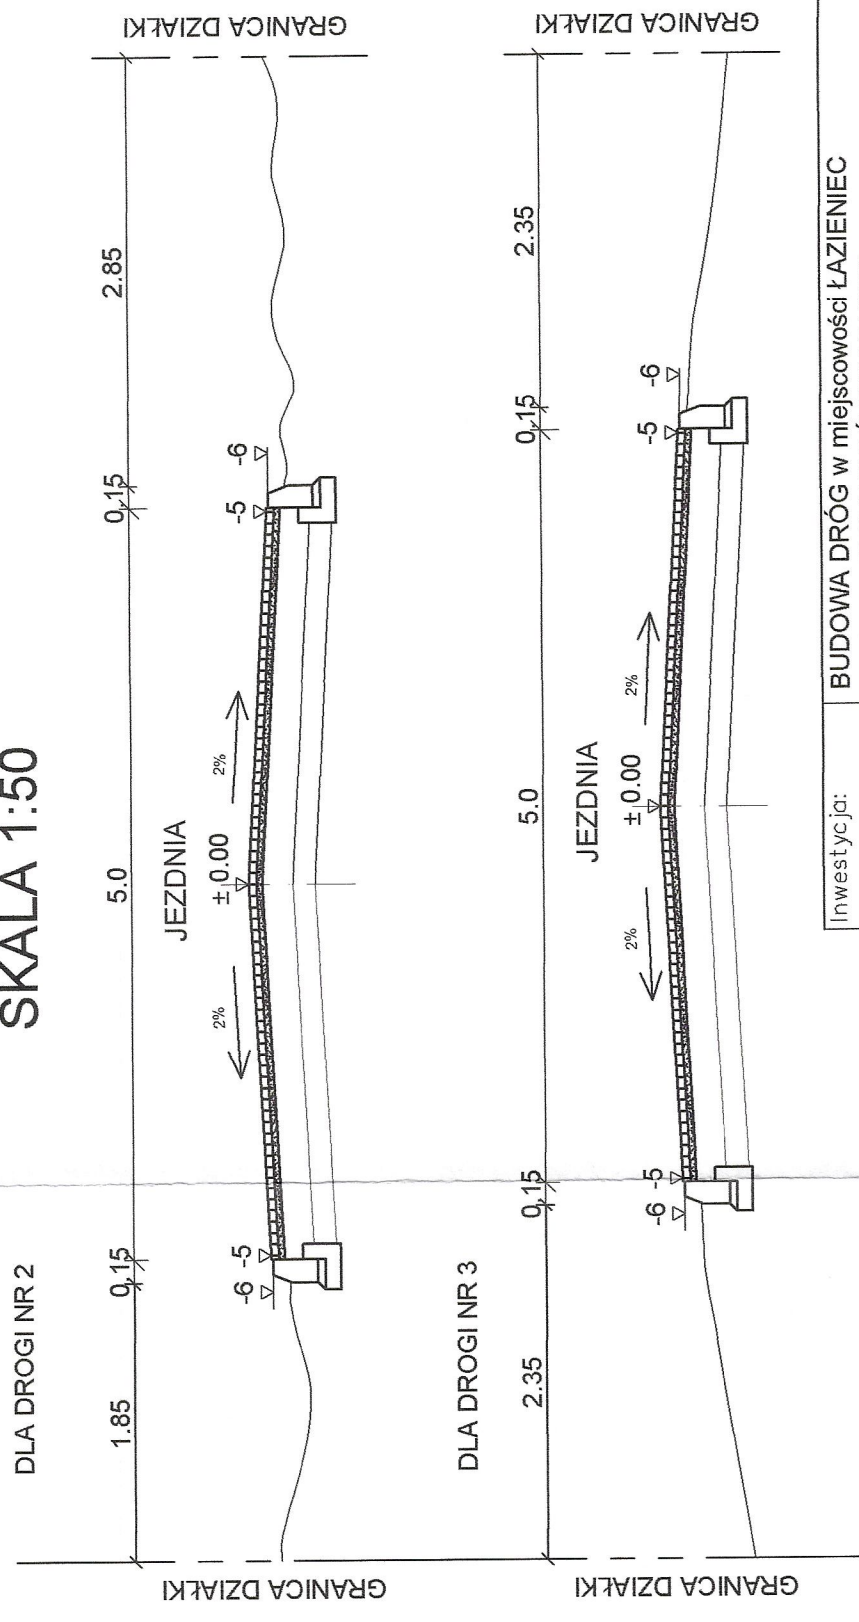 SKALA 1:50
DLA DROGI NR 2
1.85
0,15
5.0
0,15
2.85
JEZDNIA
± 0.00
2%
2%
-6
-5
-5
-6
GRANICA DZIAŁKI
GRANICA DZIAŁKI
DLA DROGI NR 3
2.35
0,15
5.0
0,15
2.35
JEZDNIA
± 0.00
2%
2%
-6
-5
-5
-6
GRANICA DZIAŁKI
GRANICA DZIAŁKI
Inwestycja:
BUDOWA DRÓG w miejscowości ŁAZIENIEC